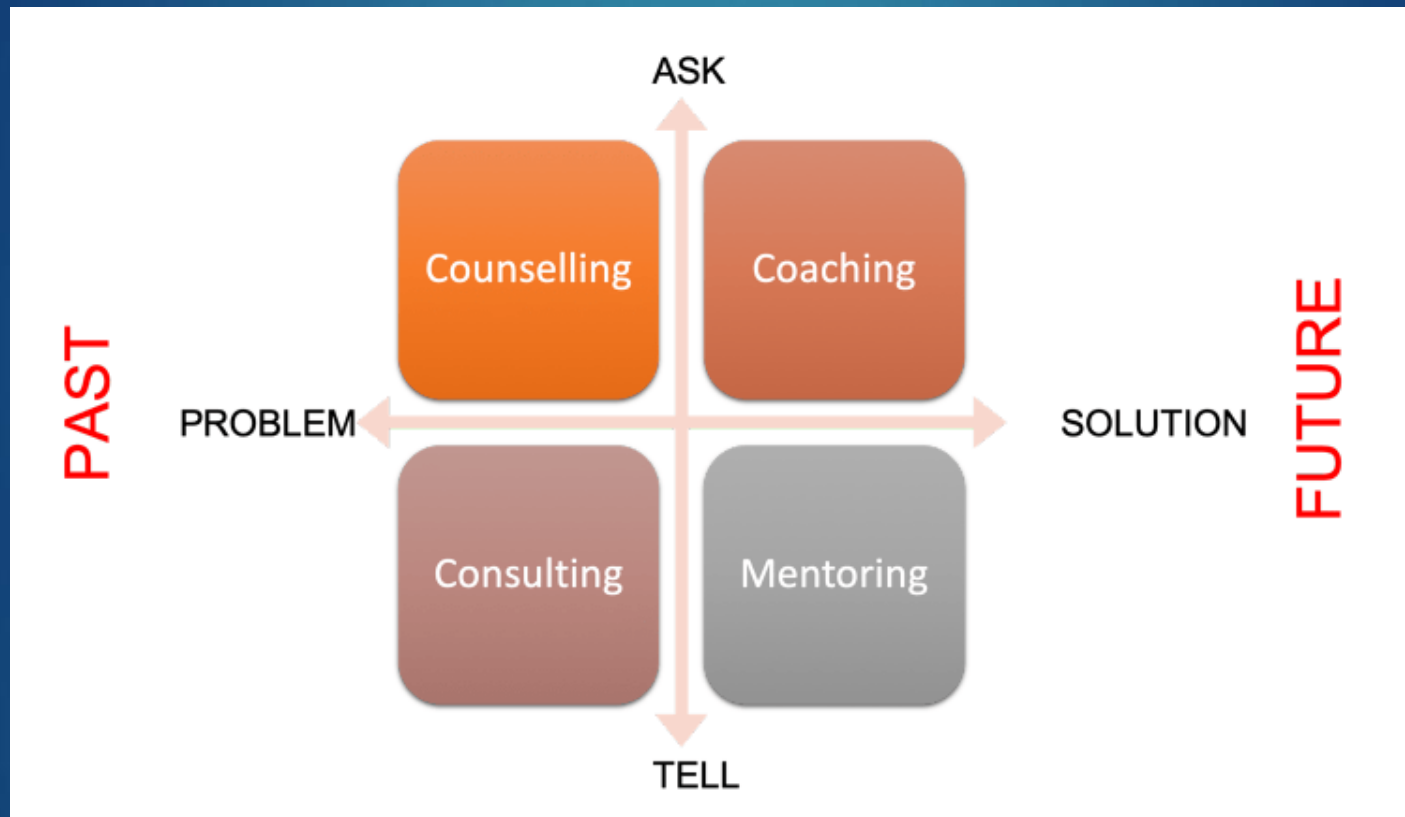 ASK
Counselling
Coaching
PAST
PROBLEM
SOLUTION
FUTURE
Consulting
Mentoring
TELL